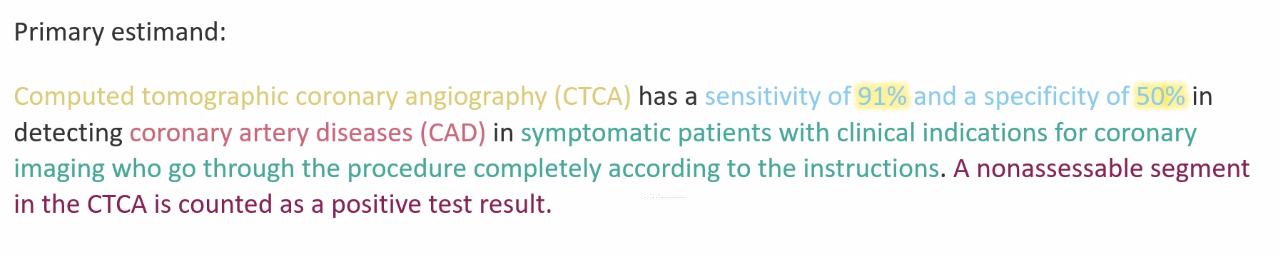 Primary estimand:
Computed tomographic coronary angiography (CTCA) has a sensitivity of 91% and a specificity of 50% in
detecting coronary artery diseases (CAD) in symptomatic patients with clinical indications for coronary
imaging who go through the procedure completely according to the instructions. A nonassessable segment
in the CTCA is counted as a positive test result.